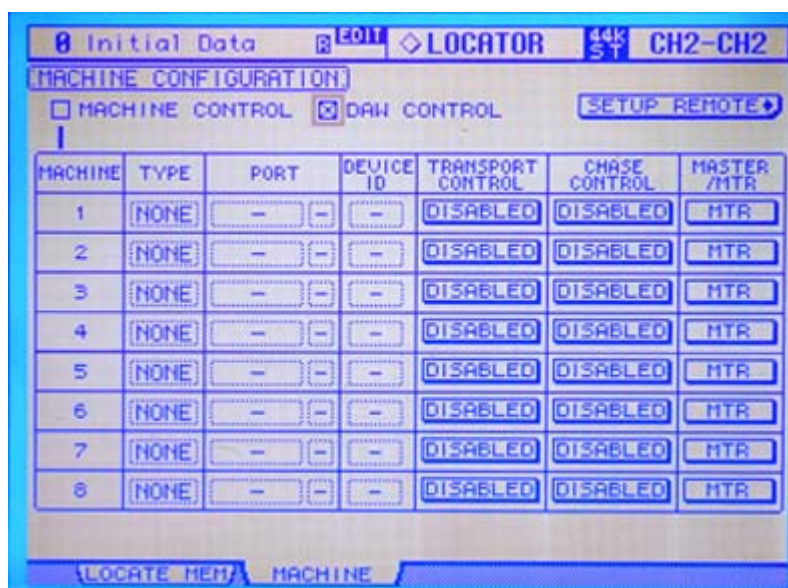 0 Initial Data R EDIT ◇LOCATOR 44K ST CH2-CH2
MACHINE CONFIGURATION
MACHINE CONTROL DAW CONTROL SETUP REMOTE
MACHINE TYPE PORT DEVICE ID TRANSPORT CONTROL CHASE CONTROL MASTER /MTR
1 NONE - - - DISABLED DISABLED MTR
2 NONE - - - DISABLED DISABLED MTR
3 NONE - - - DISABLED DISABLED MTR
4 NONE - - - DISABLED DISABLED MTR
5 NONE - - - DISABLED DISABLED MTR
6 NONE - - - DISABLED DISABLED MTR
7 NONE - - - DISABLED DISABLED MTR
8 NONE - - - DISABLED DISABLED MTR
LOCATE MEM MACHINE